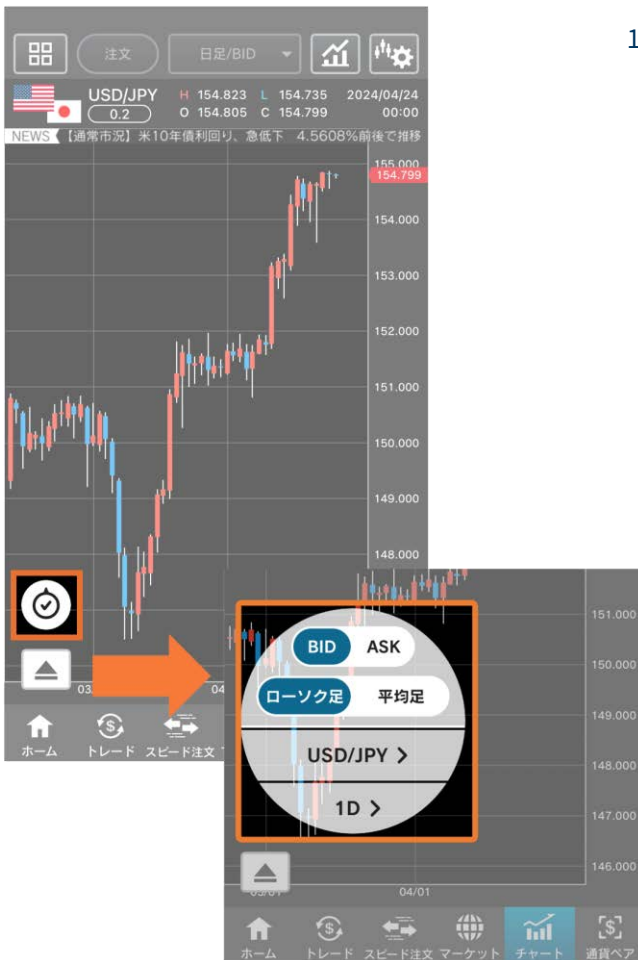 1
注文
日足/BID
USD/JPY
0.2
H 154.823 L 154.735 2024/04/24
O 154.805 C 154.799 00:00
NEWS 【通常市況】米10年債利回り、急低下 4.5608%前後で推移
155.000
154.799
154.000
153.000
152.000
151.000
150.000
149.000
148.000
03
04
ホーム トレード スピード注文
BID ASK
ローソク足 平均足
USD/JPY >
1D >
151.000
150.000
149.000
148.000
147.000
146.000
03/01
04/01
ホーム トレード スピード注文 マーケット チャート 通貨ペア